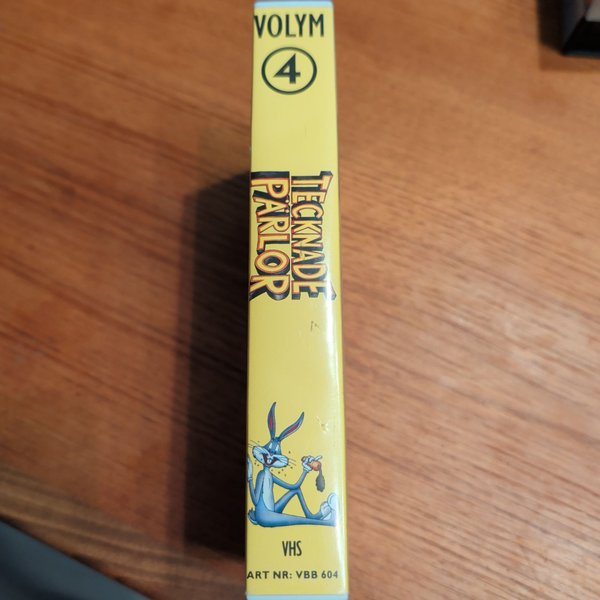 VOLYM
4
TECKNADE
PÄRLOR
VHS
ART NR: VBB 604